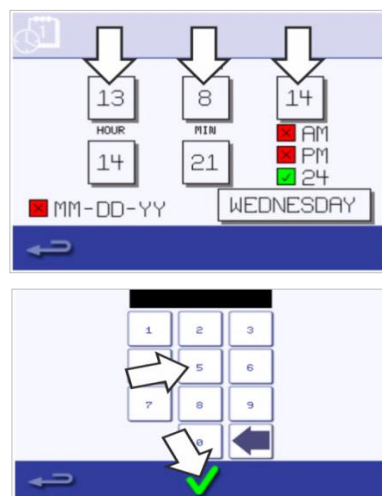 1
13 8 14
HOUR MIN
14 21
AM
PM
24
MM-DD-YY
WEDNESDAY
1 2 3
5 6
7 8 9
0